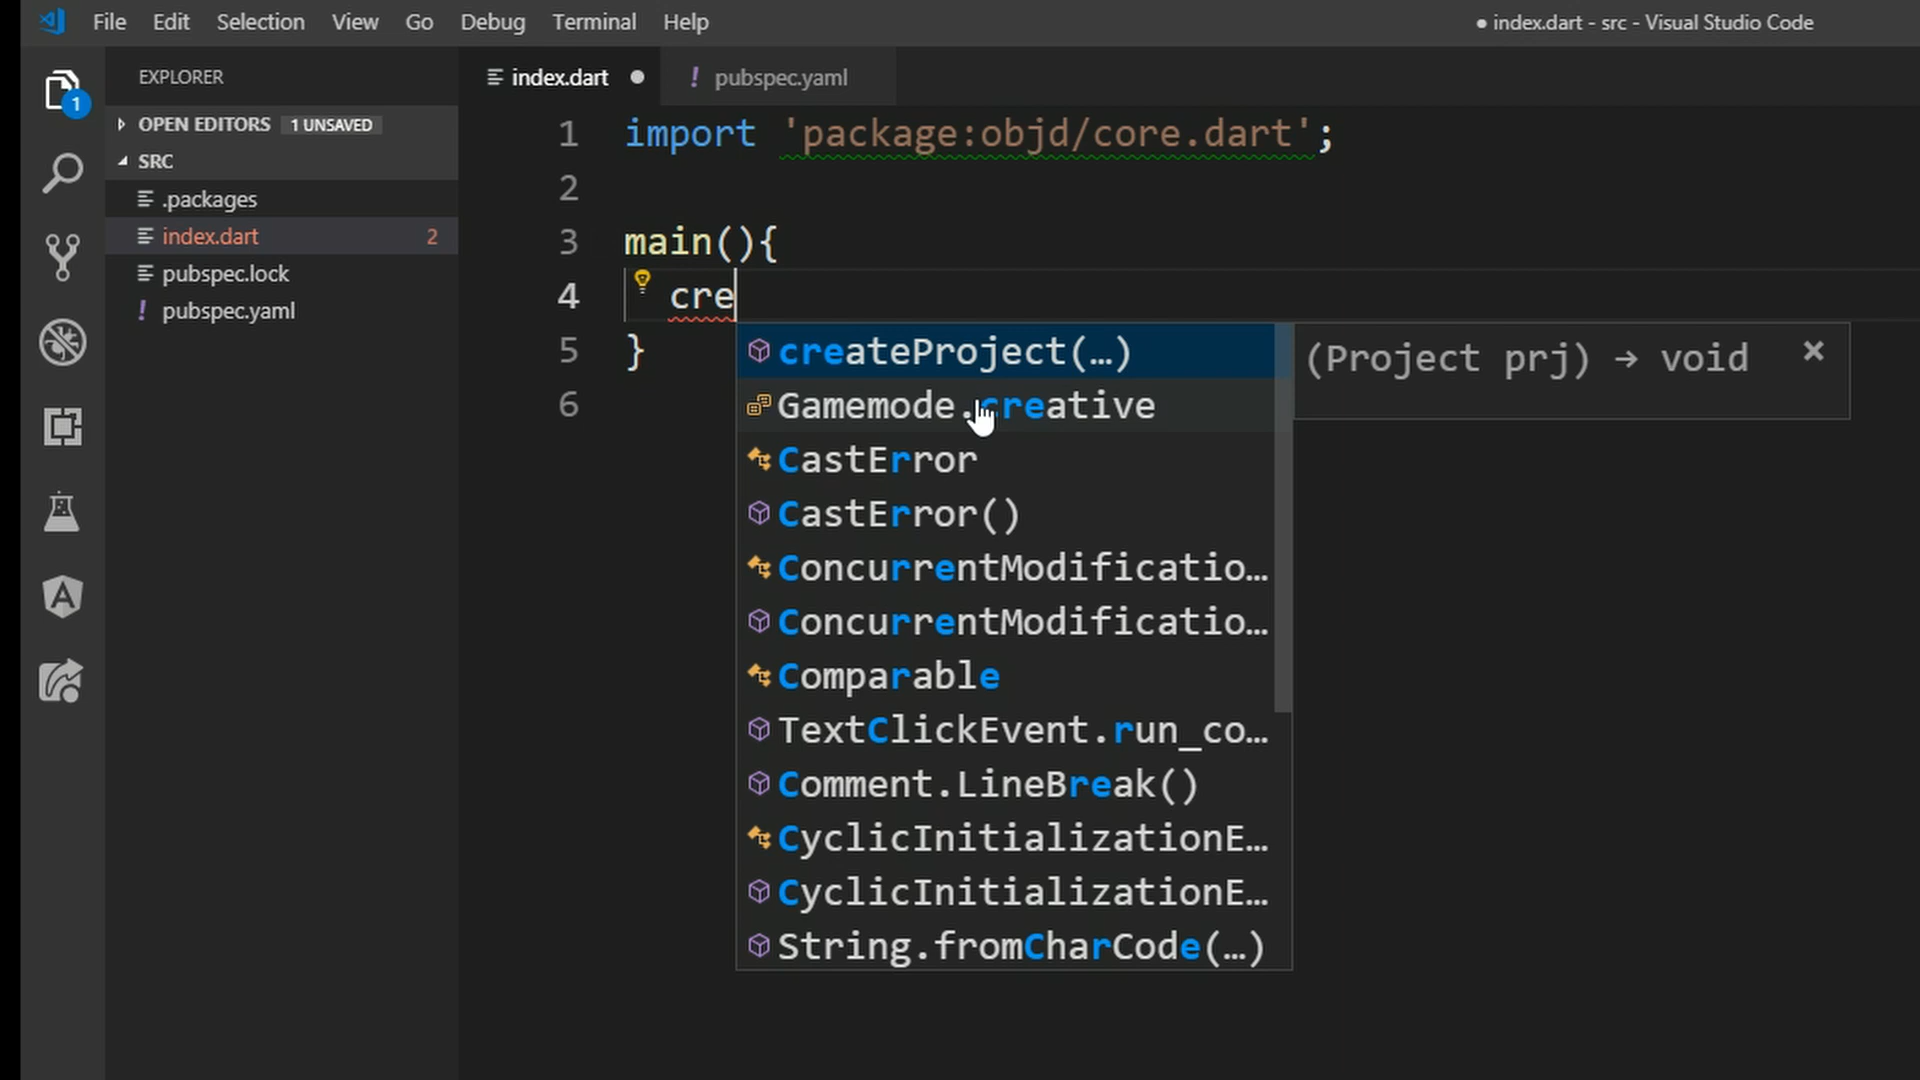 File Edit Selection View Go Debug Terminal Help
● index.dart - src - Visual Studio Code
1
EXPLORER
OPEN EDITORS 1 UNSAVED
SRC
.packages
index.dart 2
pubspec.lock
! pubspec.yaml
index.dart ●
! pubspec.yaml
1 import 'package:objd/core.dart';
2
3 main(){
4 cre
5 }
6
createProject(…)
Gamemode.creative
CastError
CastError()
ConcurrentModificatio…
ConcurrentModificatio…
Comparable
TextClickEvent.run_co…
Comment.LineBreak()
CyclicInitializationE…
CyclicInitializationE…
String.fromCharCode(…)
(Project prj) → void ×